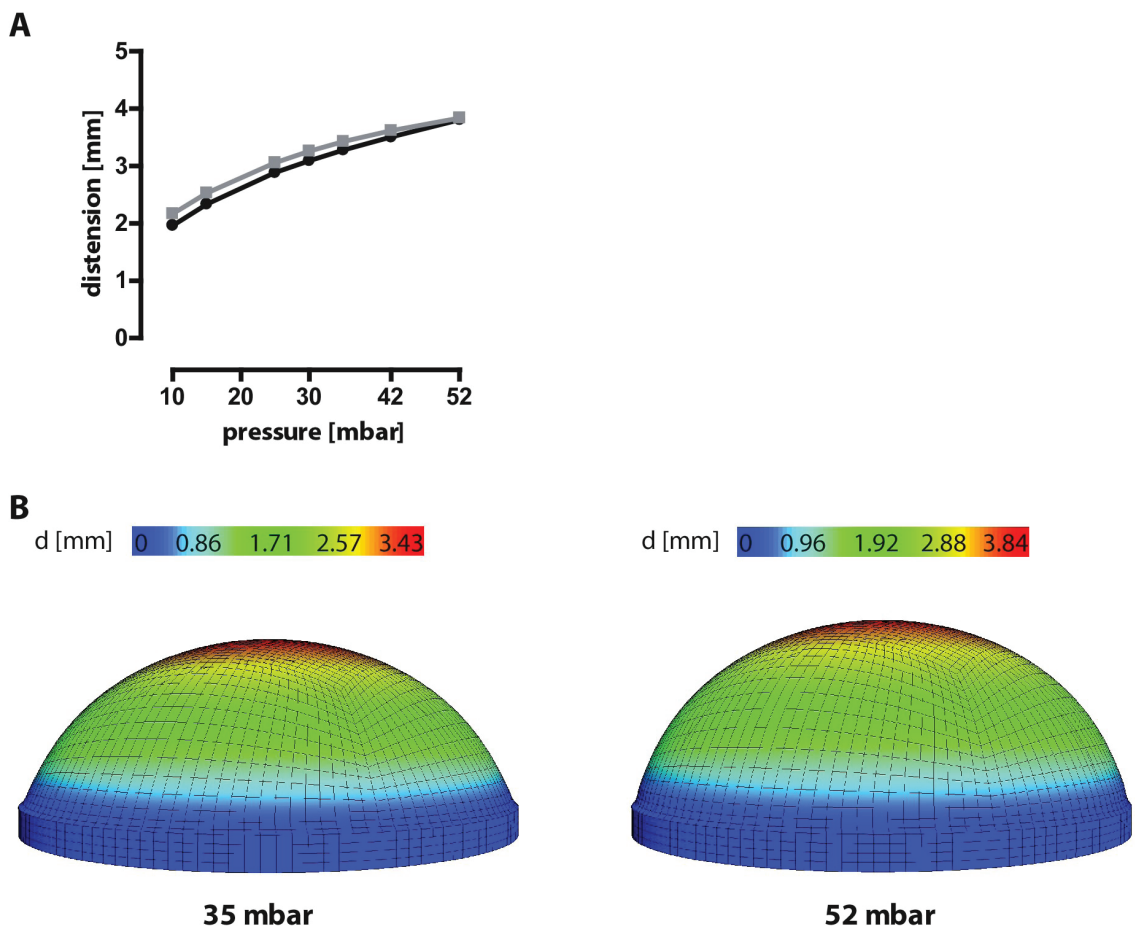 A
5
4
3
2
1
0
distension [mm]
10 20 30 42 52
pressure [mbar]
B
d [mm] 0 0.86 1.71 2.57 3.43
d [mm] 0 0.96 1.92 2.88 3.84
35 mbar
52 mbar